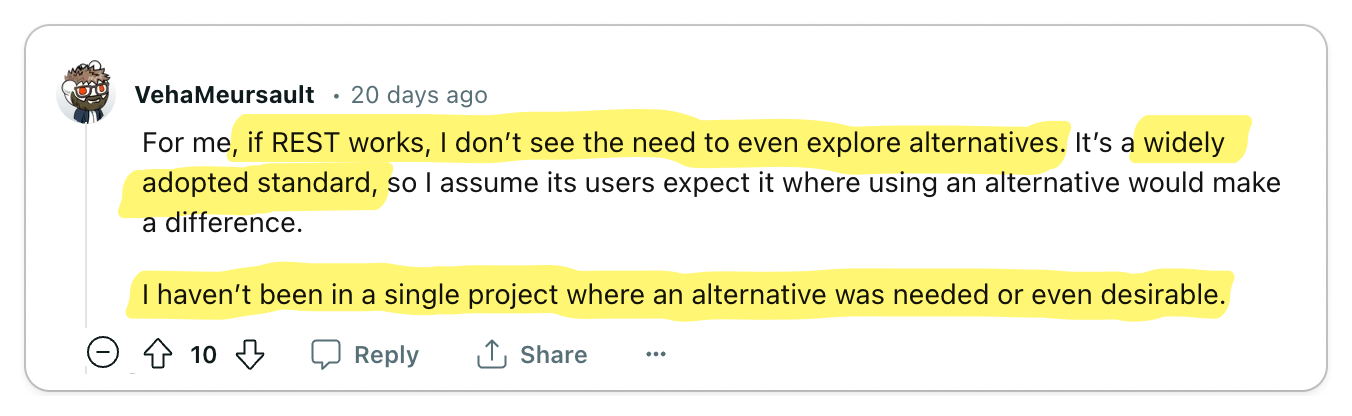 VehaMeursault · 20 days ago
For me, if REST works, I don’t see the need to even explore alternatives. It’s a widely
adopted standard, so I assume its users expect it where using an alternative would make
a difference.
I haven’t been in a single project where an alternative was needed or even desirable.
10 Reply Share ···